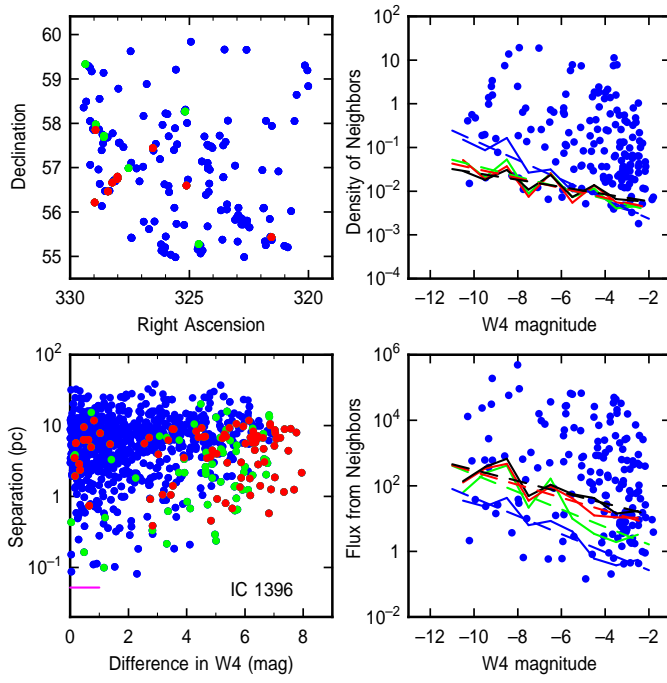 60
59
58
57
56
55
Declination
330
325
320
Right Ascension
10²
10
1
10⁻¹
10⁻²
10⁻³
10⁻⁴
Density of Neighbors
−12 −10 −8 −6 −4 −2
W4 magnitude
10²
10
1
10⁻¹
Separation (pc)
IC 1396
0 2 4 6 8
Difference in W4 (mag)
10⁶
10⁴
10²
1
10⁻²
Flux from Neighbors
−12 −10 −8 −6 −4 −2
W4 magnitude